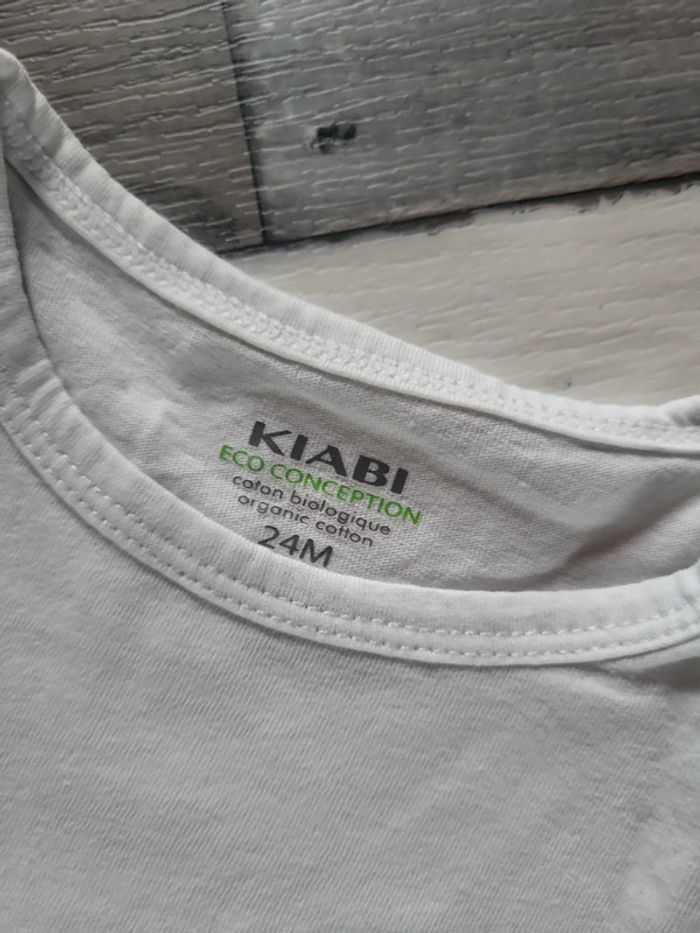 KIABI
ECO CONCEPTION
coton biologique
organic cotton
24M